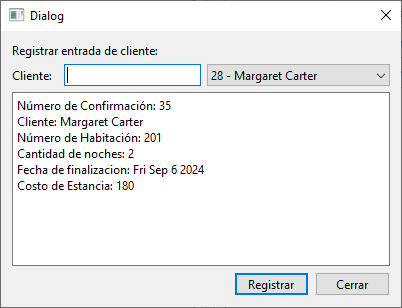 Dialog
Registrar entrada de cliente:
Cliente:
28 - Margaret Carter
Número de Confirmación: 35
Cliente: Margaret Carter
Número de Habitación: 201
Cantidad de noches: 2
Fecha de finalizacion: Fri Sep 6 2024
Costo de Estancia: 180
Registrar
Cerrar